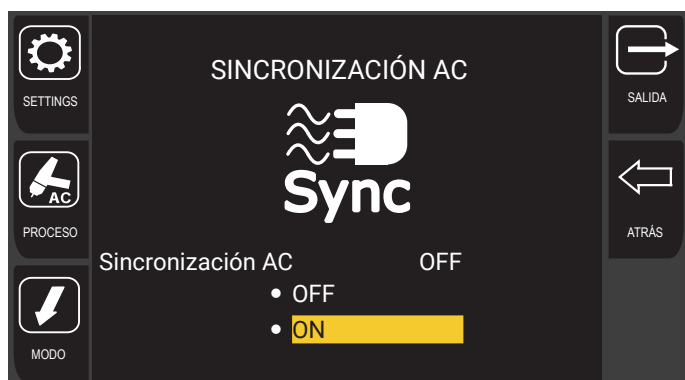 SETTINGS
AC
PROCESO
MODO
SINCRONIZACIÓN AC
Sync
Sincronización AC OFF
• OFF
• ON
SALIDA
ATRÁS